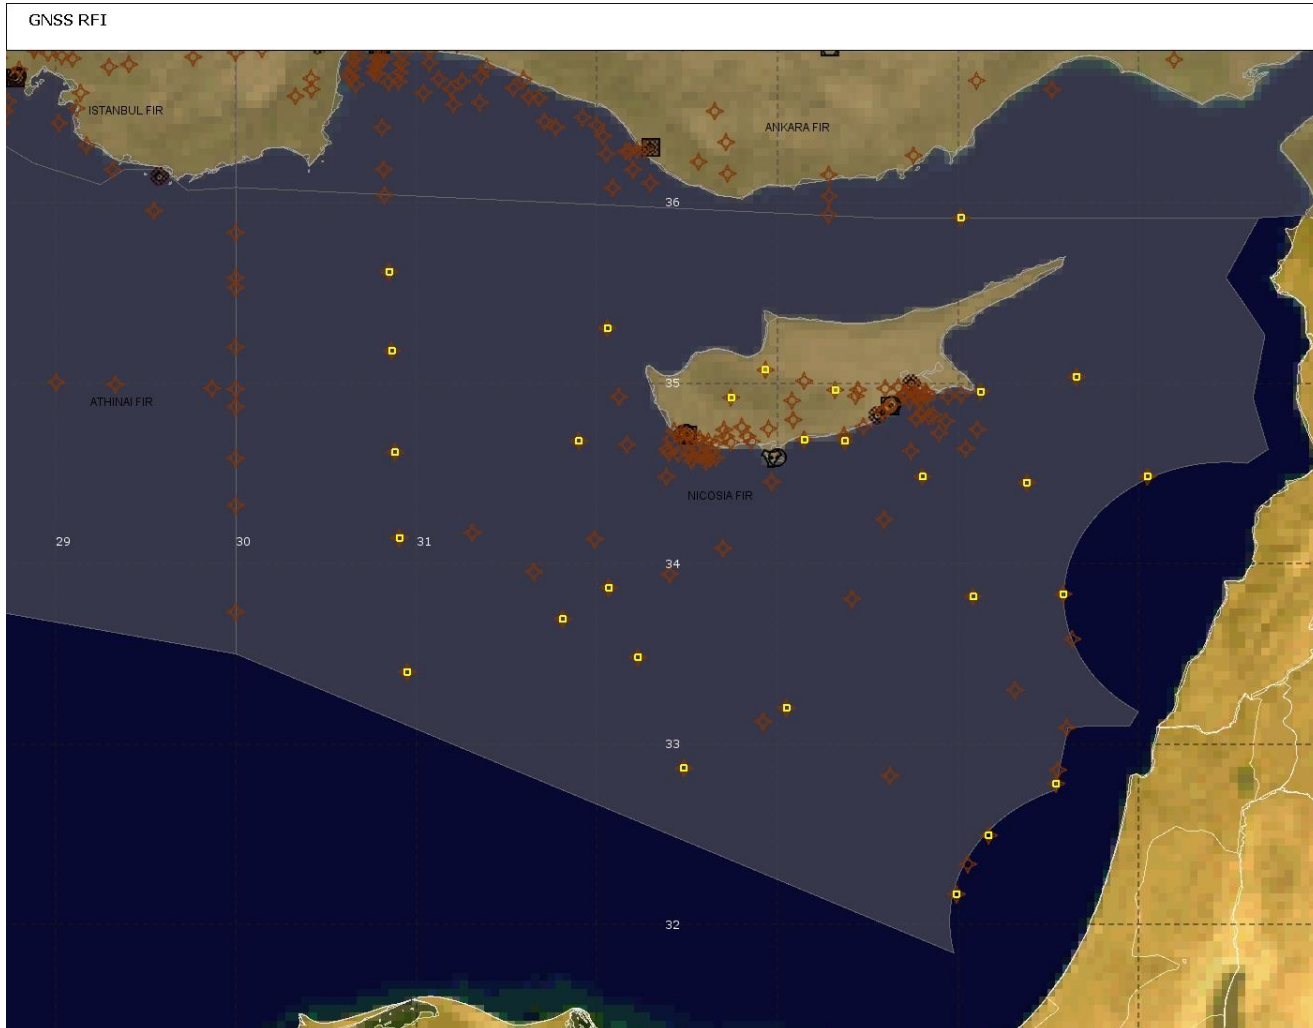 GNSS RFI
ISTANBUL FIR
ANKARA FIR
36
35
ATHINAI FIR
NICOSIA FIR
29
30
31
34
33
32